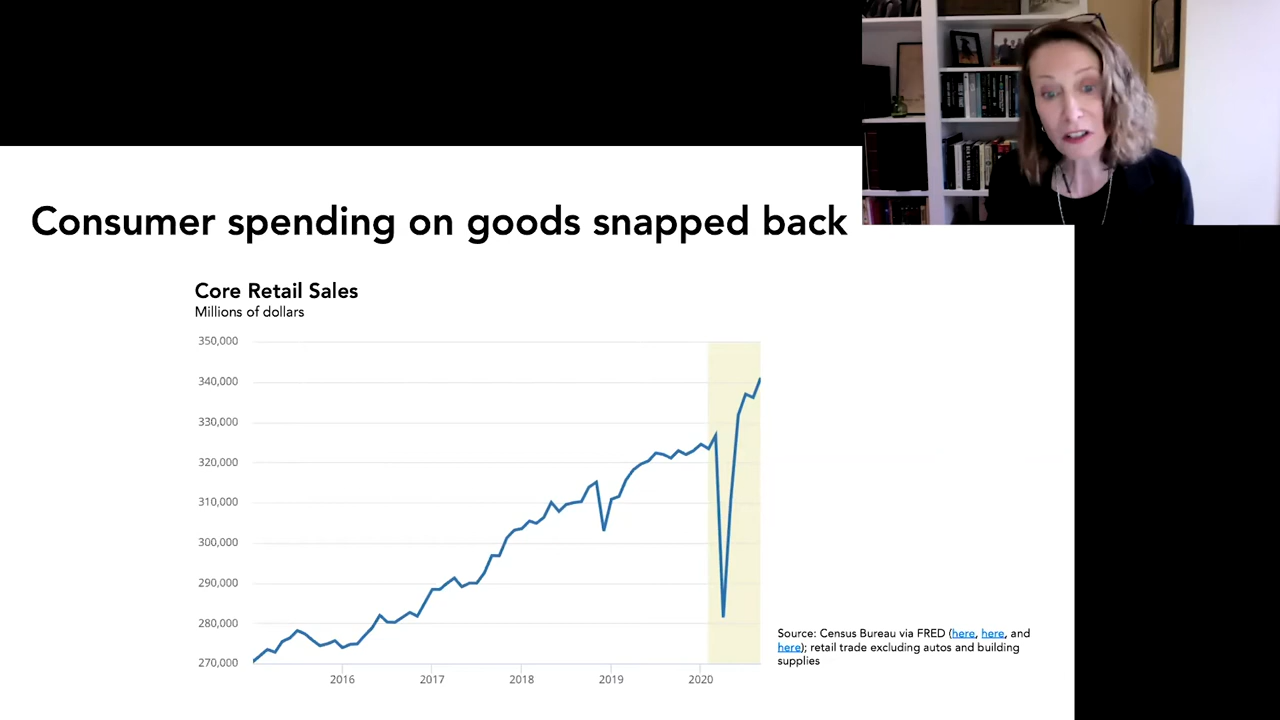 Consumer spending on goods snapped back
Core Retail Sales
Millions of dollars
350,000
340,000
330,000
320,000
310,000
300,000
290,000
280,000
270,000
2016 2017 2018 2019 2020
Source: Census Bureau via FRED (here, here, and
here); retail trade excluding autos and building
supplies